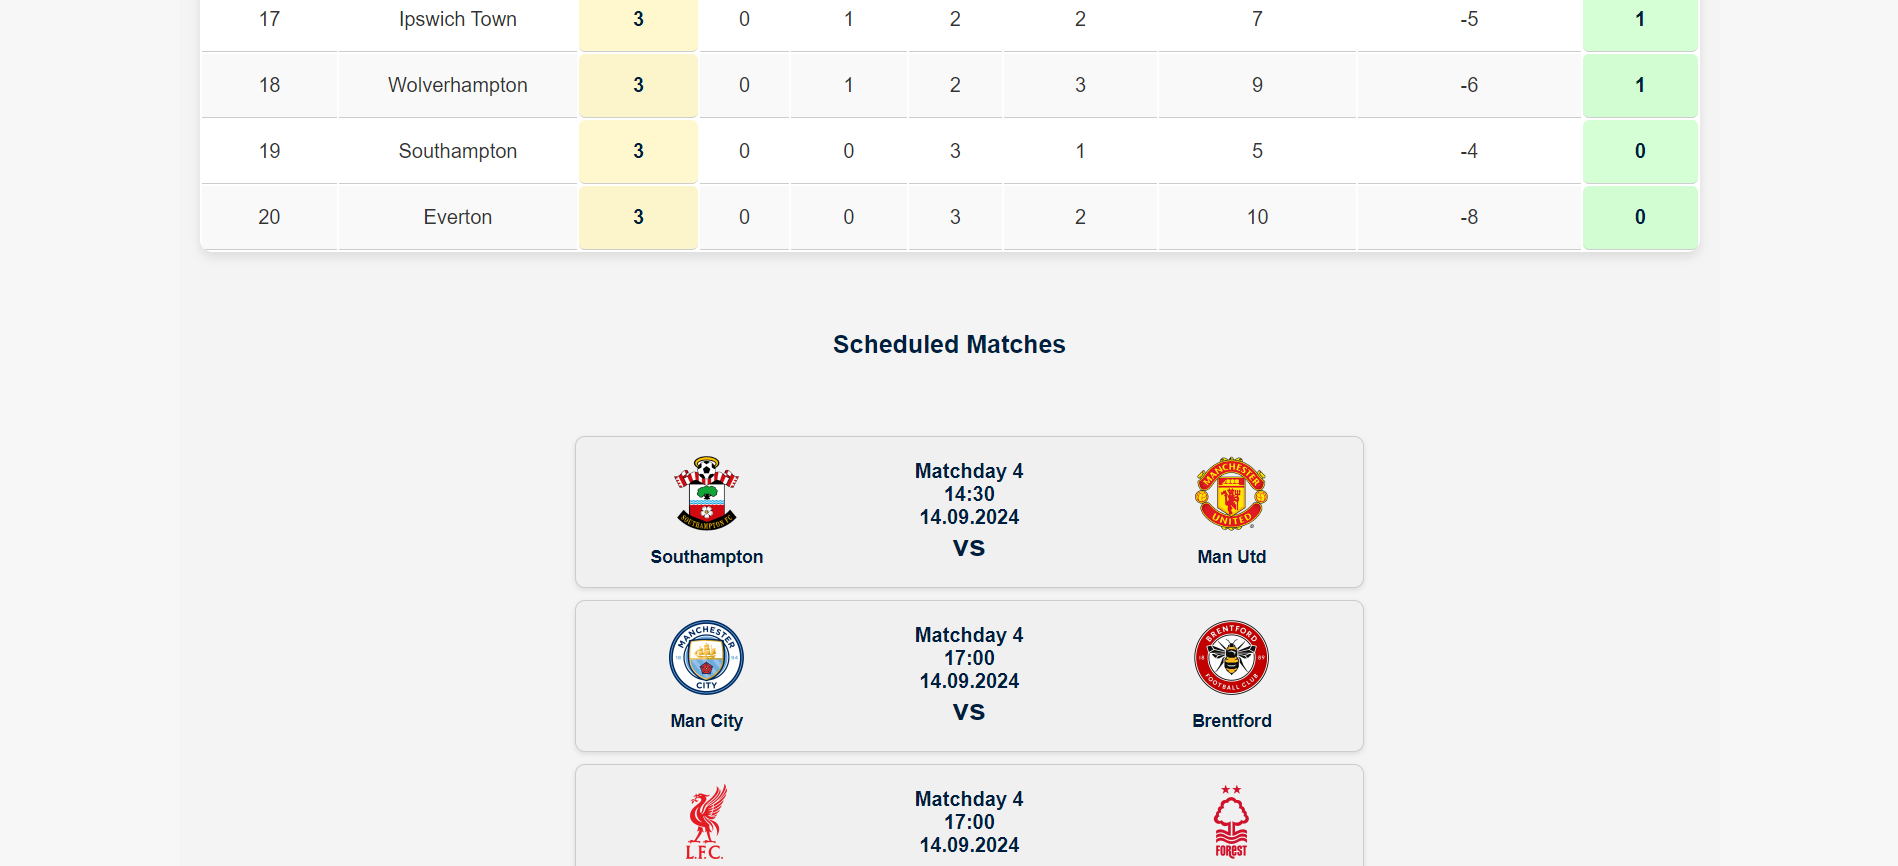 17 Ipswich Town 3 0 1 2 2 7 -5 1
18 Wolverhampton 3 0 1 2 3 9 -6 1
19 Southampton 3 0 0 3 1 5 -4 0
20 Everton 3 0 0 3 2 10 -8 0
Scheduled Matches
SOUTHAMPTON FC
Southampton
Matchday 4
14:30
14.09.2024
VS
MANCHESTER
UNITED
Man Utd
MANCHESTER
18 94
CITY
Man City
Matchday 4
17:00
14.09.2024
VS
BRENTFORD
18 89
FOOTBALL CLUB
Brentford
L.F.C.
Matchday 4
17:00
14.09.2024
FOREST